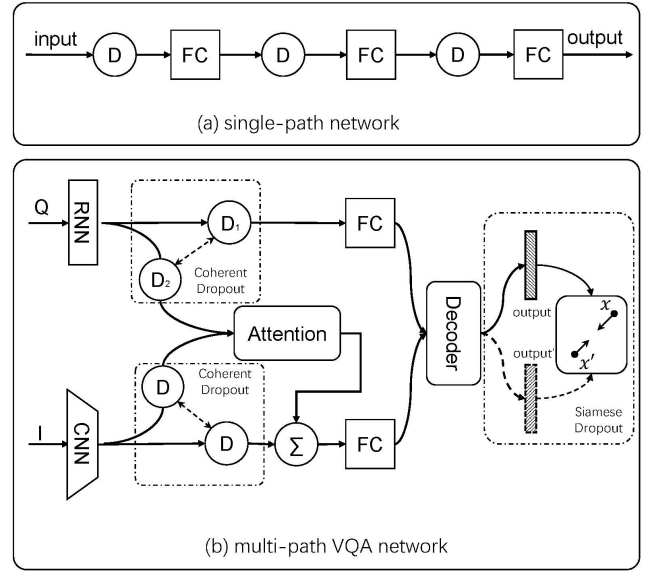 input
D
FC
D
FC
D
FC
output
(a) single-path network
Q
RNN
D₁
D₂
Coherent
Dropout
FC
Attention
Decoder
output
x
x'
output'
Siamese
Dropout
D
Coherent
Dropout
I
CNN
D
Σ
FC
(b) multi-path VQA network